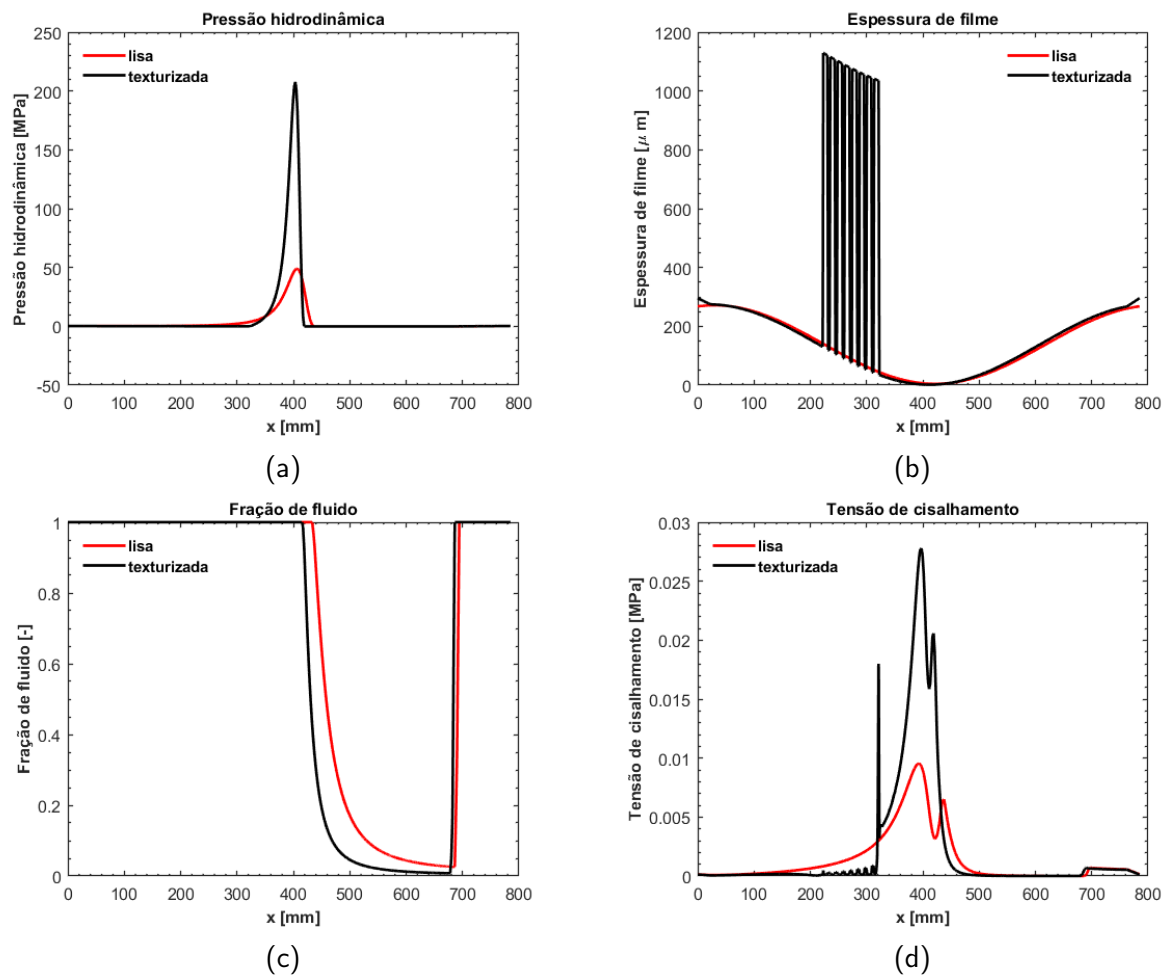 Pressão hidrodinâmica
250
200
150
100
50
0
-50
Pressão hidrodinâmica [MPa]
lisa
texturizada
0 100 200 300 400 500 600 700 800
x [mm]
(a)
Espessura de filme
1200
1000
800
600
400
200
0
Espessura de filme [μ m]
lisa
texturizada
0 100 200 300 400 500 600 700 800
x [mm]
(b)
Fração de fluido
1
0.8
0.6
0.4
0.2
0
Fração de fluido [-]
lisa
texturizada
0 100 200 300 400 500 600 700 800
x [mm]
(c)
Tensão de cisalhamento
0.03
0.025
0.02
0.015
0.01
0.005
0
Tensão de cisalhamento [MPa]
lisa
texturizada
0 100 200 300 400 500 600 700 800
x [mm]
(d)